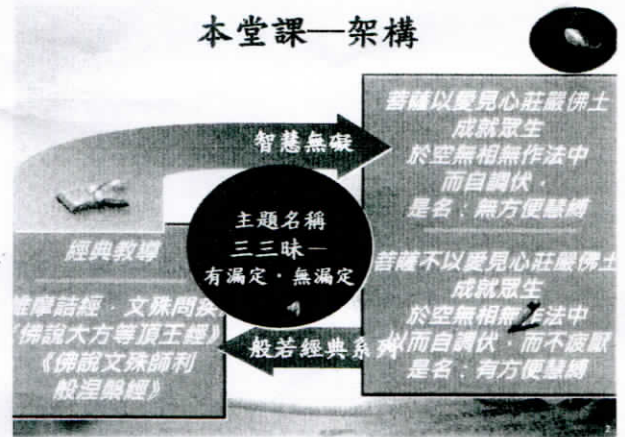 本堂課—架構
智慧無礙
菩薩以愛見心莊嚴佛土
成就眾生
於空無相無作法中
而自調伏，
是名：無方便慧縛
主題名稱
三三昧—
有漏定．無漏定
經典教導
維摩詰經．文殊問疾
《佛說大方等頂王經》
《佛說文殊師利
般涅槃經》
菩薩不以愛見心莊嚴佛土
成就眾生
於空無相無作法中
以而自調伏，而不疲厭
是名：有方便慧縛
般若經典系列
2